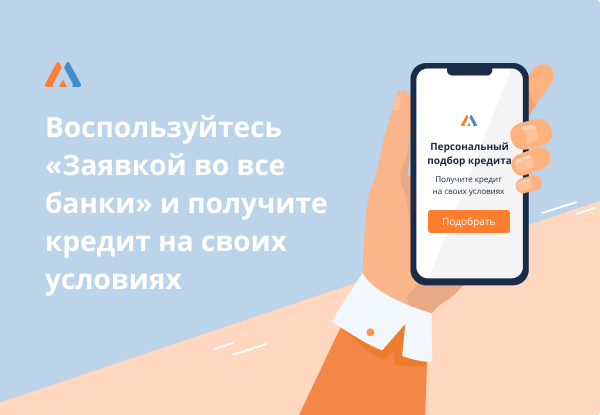 Воспользуйтесь
«Заявкой во все
банки» и получите
кредит на своих
условиях
Персональный
подбор кредита
Получите кредит
на своих условиях
Подобрать